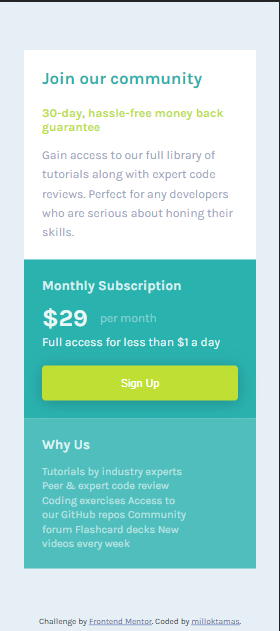 Join our community
30-day, hassle-free money back
guarantee
Gain access to our full library of
tutorials along with expert code
reviews. Perfect for any developers
who are serious about honing their
skills.
Monthly Subscription
$29 per month
Full access for less than $1 a day
Sign Up
Why Us
Tutorials by industry experts
Peer & expert code review
Coding exercises Access to
our GitHub repos Community
forum Flashcard decks New
videos every week
Challenge by Frontend Mentor. Coded by milloktamas.